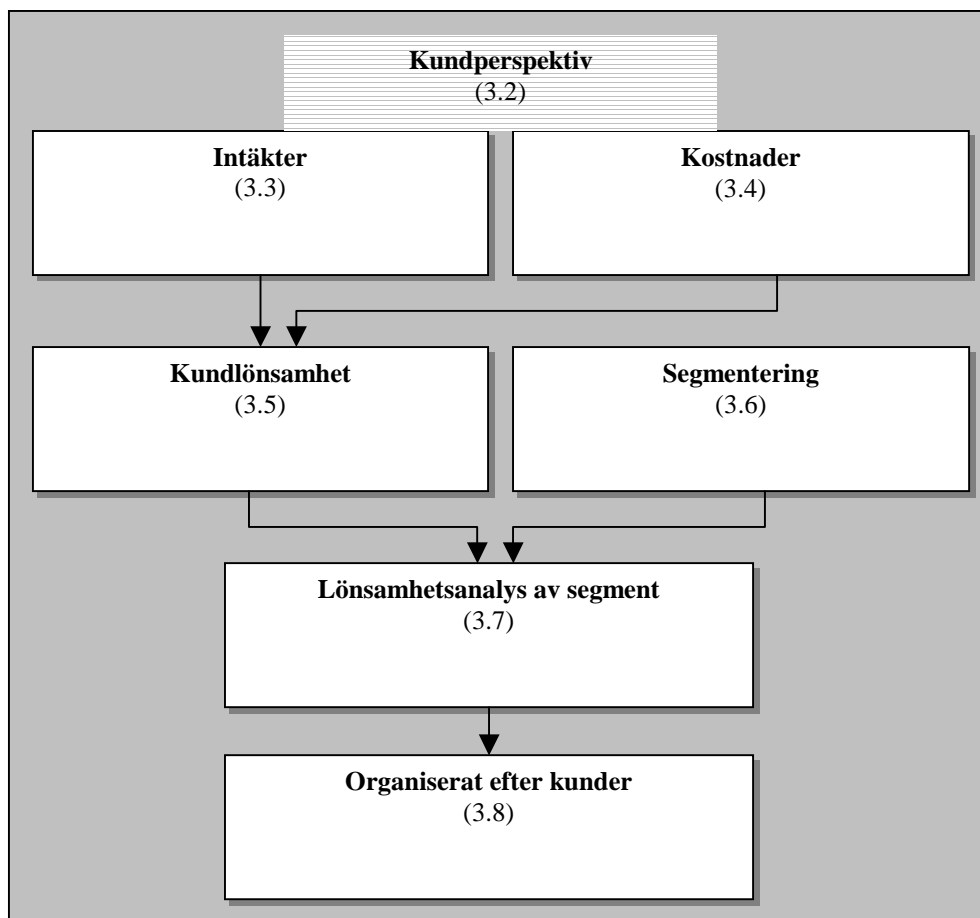 Kundperspektiv
(3.2)
Intäkter
(3.3)
Kostnader
(3.4)
Kundlönsamhet
(3.5)
Segmentering
(3.6)
Lönsamhetsanalys av segment
(3.7)
Organiserat efter kunder
(3.8)